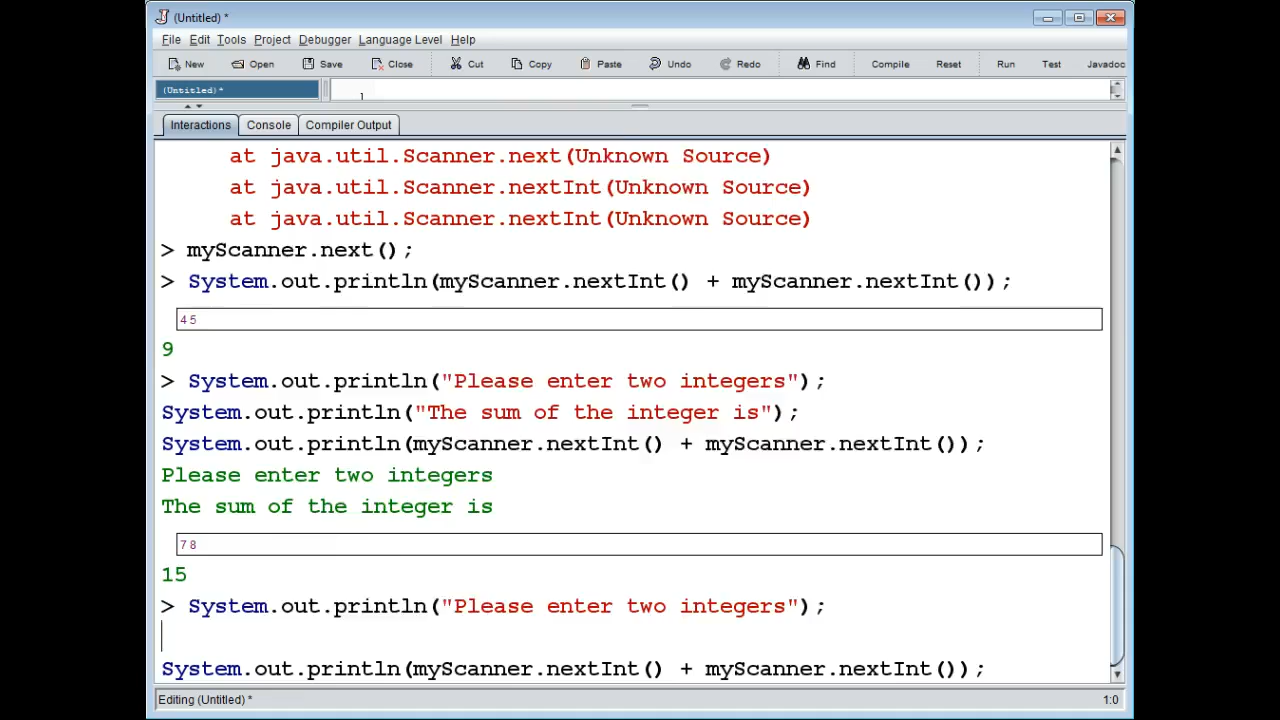 (Untitled) *
File Edit Tools Project Debugger Language Level Help
New Open Save Close Cut Copy Paste Undo Redo Find Compile Reset Run Test Javadoc
(Untitled)*
1
Interactions Console Compiler Output
at java.util.Scanner.next(Unknown Source)
at java.util.Scanner.nextInt(Unknown Source)
at java.util.Scanner.nextInt(Unknown Source)
> myScanner.next();
> System.out.println(myScanner.nextInt() + myScanner.nextInt());
4 5
9
> System.out.println("Please enter two integers");
System.out.println("The sum of the integer is");
System.out.println(myScanner.nextInt() + myScanner.nextInt());
Please enter two integers
The sum of the integer is
7 8
15
> System.out.println("Please enter two integers");
System.out.println(myScanner.nextInt() + myScanner.nextInt());
Editing (Untitled) * 1:0